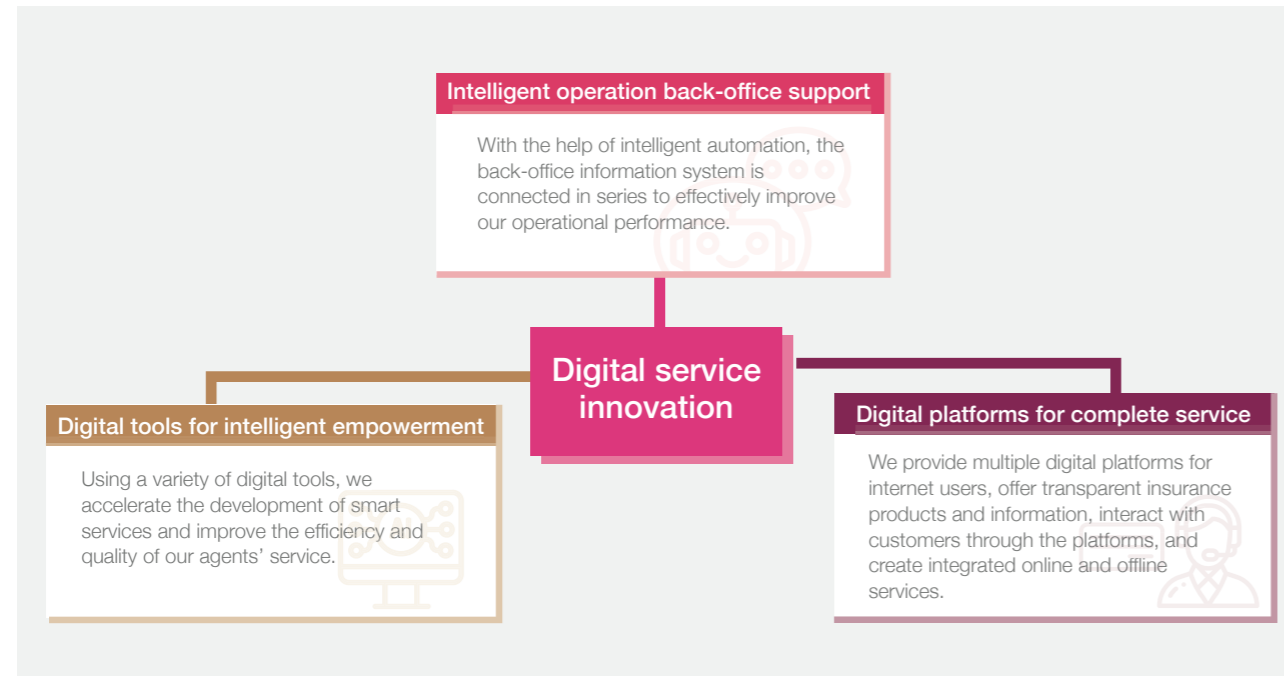 Intelligent operation back-office support
With the help of intelligent automation, the
back-office information system is
connected in series to effectively improve
our operational performance.
Digital service
innovation
Digital tools for intelligent empowerment
Using a variety of digital tools, we
accelerate the development of smart
services and improve the efficiency and
quality of our agents’ service.
Digital platforms for complete service
We provide multiple digital platforms for
internet users, offer transparent insurance
products and information, interact with
customers through the platforms, and
create integrated online and offline
services.